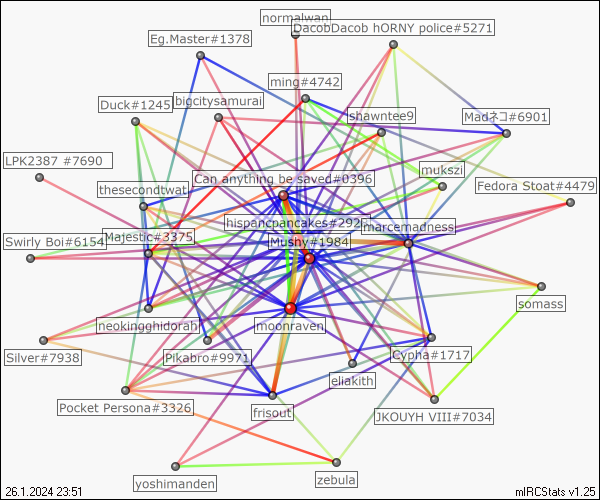 normalwan
DacobDacob hORNY police#5271
Eg.Master#1378
ming#4742
Duck#1245
bigcitysamurai
shawntee9
Madネコ#6901
LPK2387 #7690
mukszi
Can anything be saved#0396
thesecondtwat
Fedora Stoat#4479
hispancpancakes#292
marcemadness
Swirly Boi#6154
Majestic#3375
Mushy#1984
somass
neokingghidorah
moonraven
Silver#7938
Pikabro#9971
Cypha#1717
eliakith
Pocket Persona#3326
frisout
JKOUYH VIII#7034
yoshimanden
zebula
26.1.2024 23:51
mIRCStats v1.25